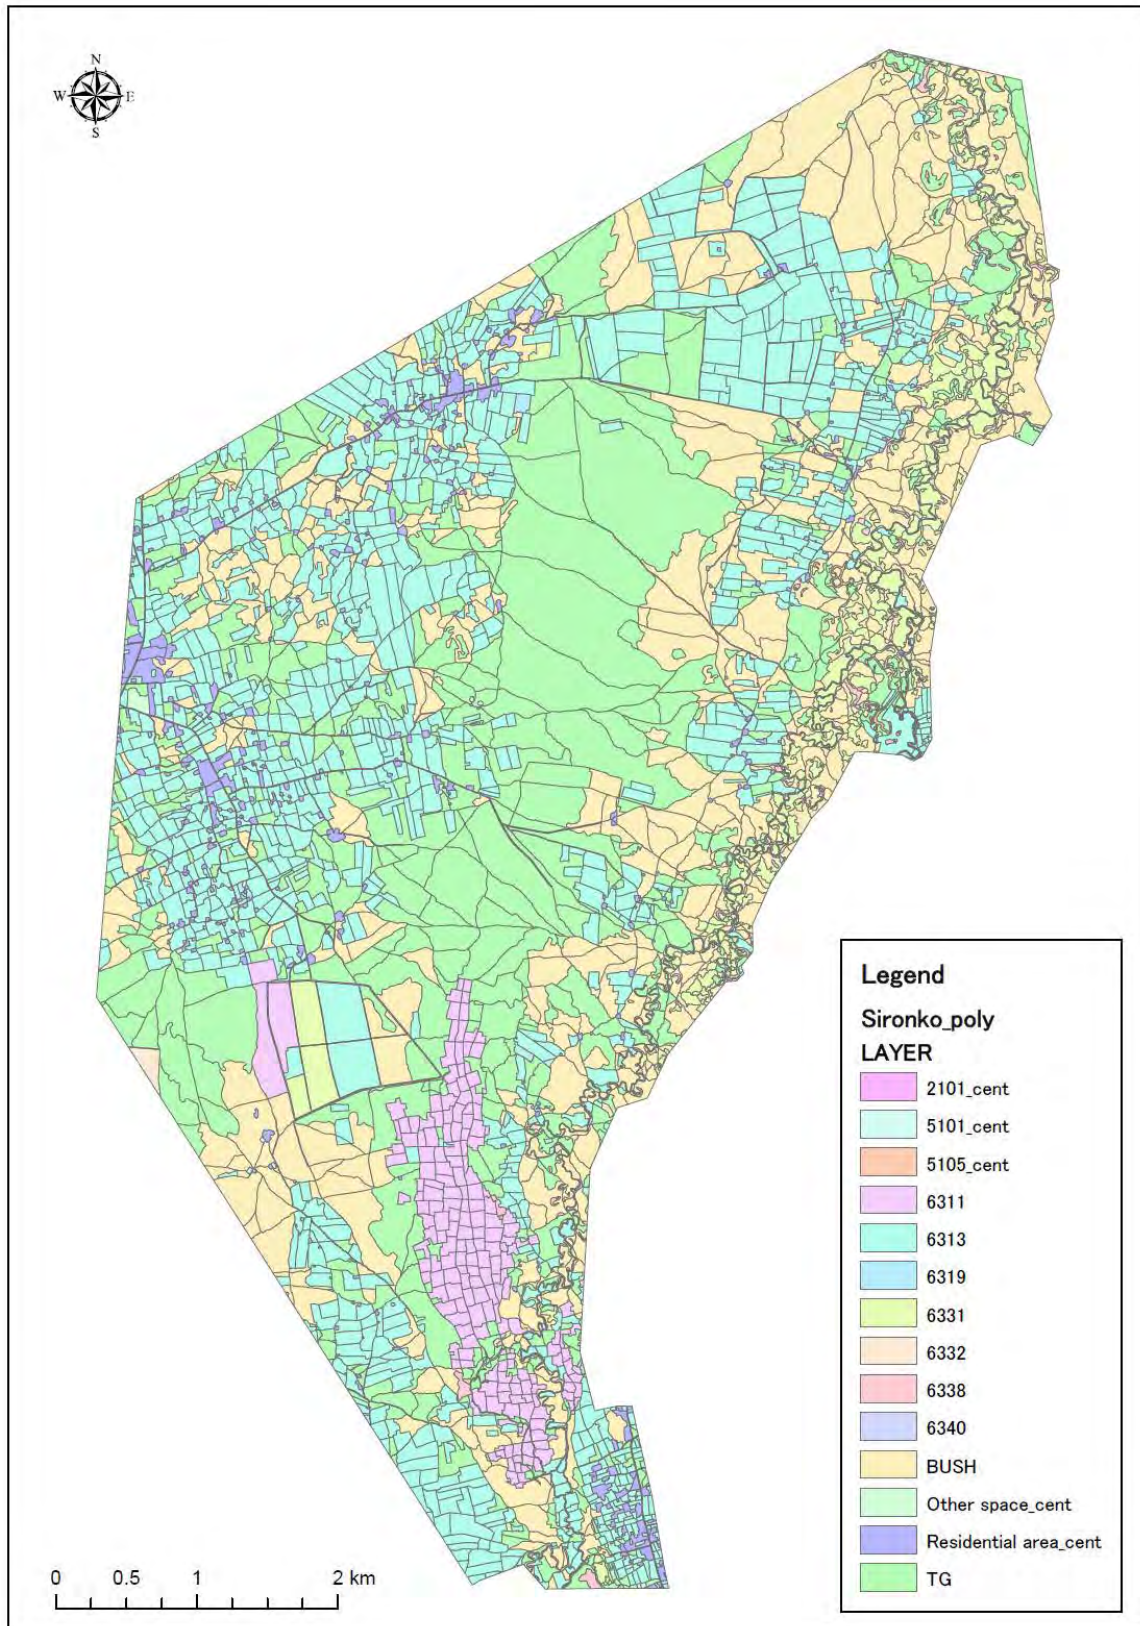 N
W E
S
Legend
Sironko_poly
LAYER
2101_cent
5101_cent
5105_cent
6311
6313
6319
6331
6332
6338
6340
BUSH
Other space_cent
Residential area_cent
TG
0 0.5 1 2 km